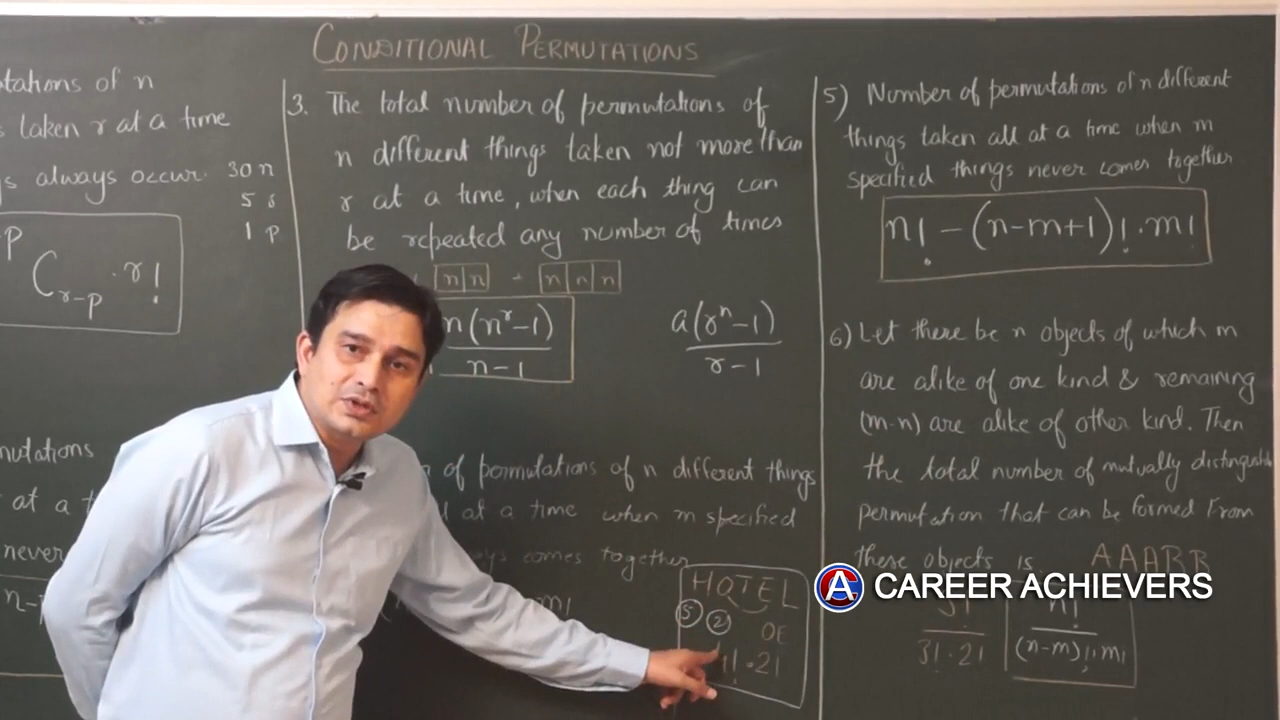 CONDITIONAL PERMUTATIONS
tations of n
s taken r at a time
gs always occur.
30 n
5 s
1 p
p C r-p · r!
nutations
at a t
never
n-p
3. The total number of permutations of
n different things taken not more than
r at a time, when each thing can
be repeated any number of times
n n - n n n
n(n^r-1)
n-1
a(r^n-1)
r-1
r of permutations of n different things
at a time when m specified
ays comes together
m!
HOTEL
5 2 OE
4! · 2!
5) Number of permutations of n different
things taken all at a time when m
specified things never comes together
n! - (n-m+1)! · m!
6) Let there be n objects of which m
are alike of one kind & remaining
(m-n) are alike of other kind. Then
the total number of mutually distinguish
permutation that can be formed From
these objects is AAABB
CAREER ACHIEVERS
5!
3! · 2!
n!
(n-m)! · m!